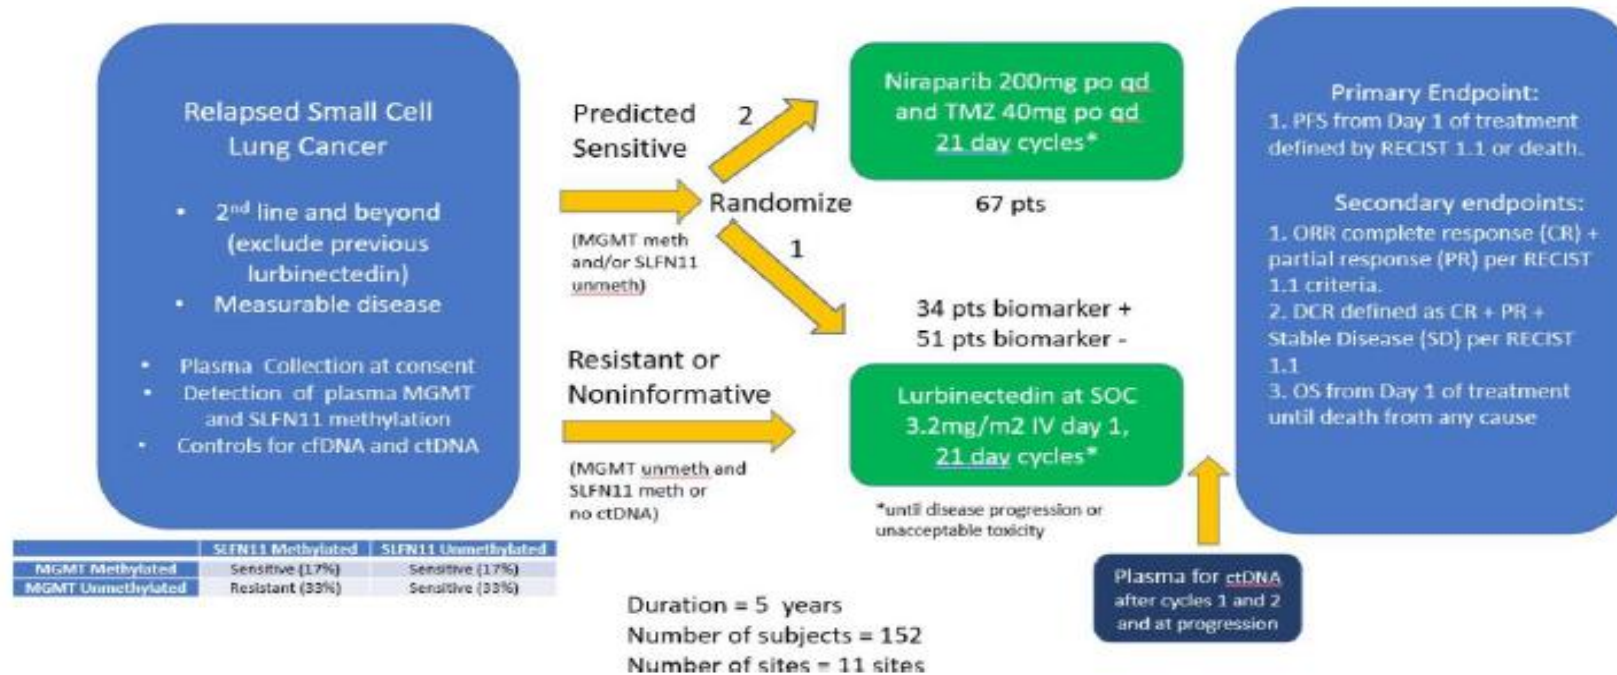 Relapsed Small Cell
Lung Cancer
• 2nd line and beyond
(exclude previous
lurbinectedin)
• Measurable disease
• Plasma Collection at consent
• Detection of plasma MGMT
and SLFN11 methylation
• Controls for cfDNA and ctDNA
SLFN11 Methylated SLFN11 Unmethylated
MGMT Methylated Sensitive (17%) Sensitive (17%)
MGMT Unmethylated Resistant (33%) Sensitive (33%)
Predicted
Sensitive
(MGMT meth
and/or SLFN11
unmeth)
2
Randomize
1
Resistant or
Noninformative
(MGMT unmeth and
SLFN11 meth or
no ctDNA)
Niraparib 200mg po qd
and TMZ 40mg po qd
21 day cycles*
67 pts
34 pts biomarker +
51 pts biomarker -
Lurbinectedin at SOC
3.2mg/m2 IV day 1,
21 day cycles*
*until disease progression or
unacceptable toxicity
Duration = 5 years
Number of subjects = 152
Number of sites = 11 sites
Plasma for ctDNA
after cycles 1 and 2
and at progression
Primary Endpoint:
1. PFS from Day 1 of treatment
defined by RECIST 1.1 or death.
Secondary endpoints:
1. ORR complete response (CR) +
partial response (PR) per RECIST
1.1 criteria.
2. DCR defined as CR + PR +
Stable Disease (SD) per RECIST
1.1
3. OS from Day 1 of treatment
until death from any cause